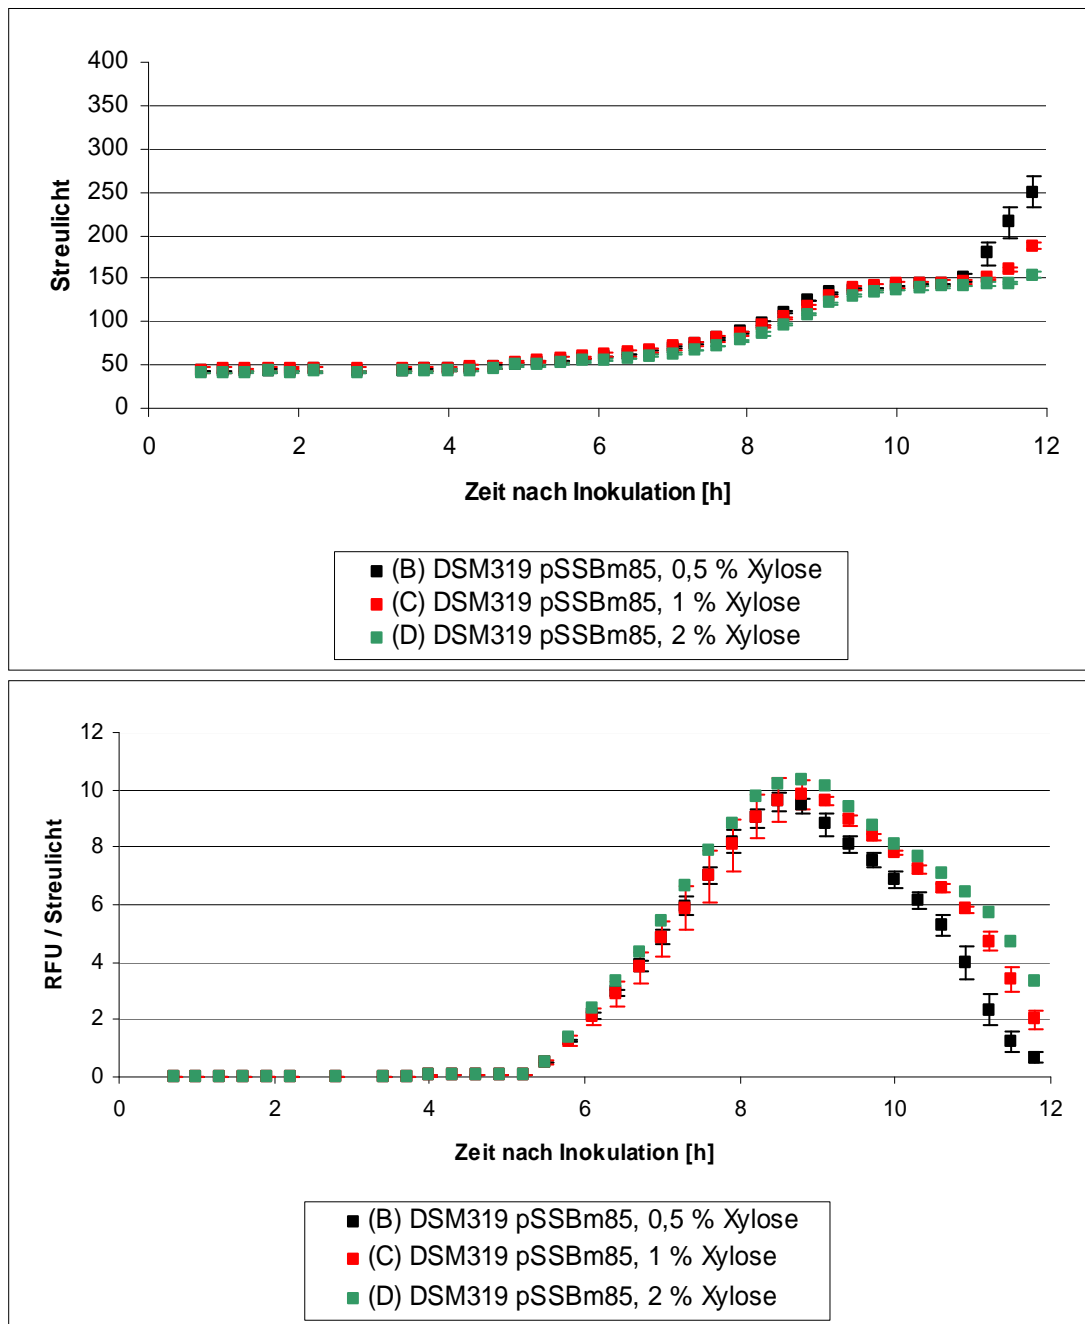 400
350
300
250
200
150
100
50
0
Streulicht
0 2 4 6 8 10 12
Zeit nach Inokulation [h]
(B) DSM319 pSSBm85, 0,5 % Xylose
(C) DSM319 pSSBm85, 1 % Xylose
(D) DSM319 pSSBm85, 2 % Xylose
12
10
8
6
4
2
0
RFU / Streulicht
0 2 4 6 8 10 12
Zeit nach Inokulation [h]
(B) DSM319 pSSBm85, 0,5 % Xylose
(C) DSM319 pSSBm85, 1 % Xylose
(D) DSM319 pSSBm85, 2 % Xylose